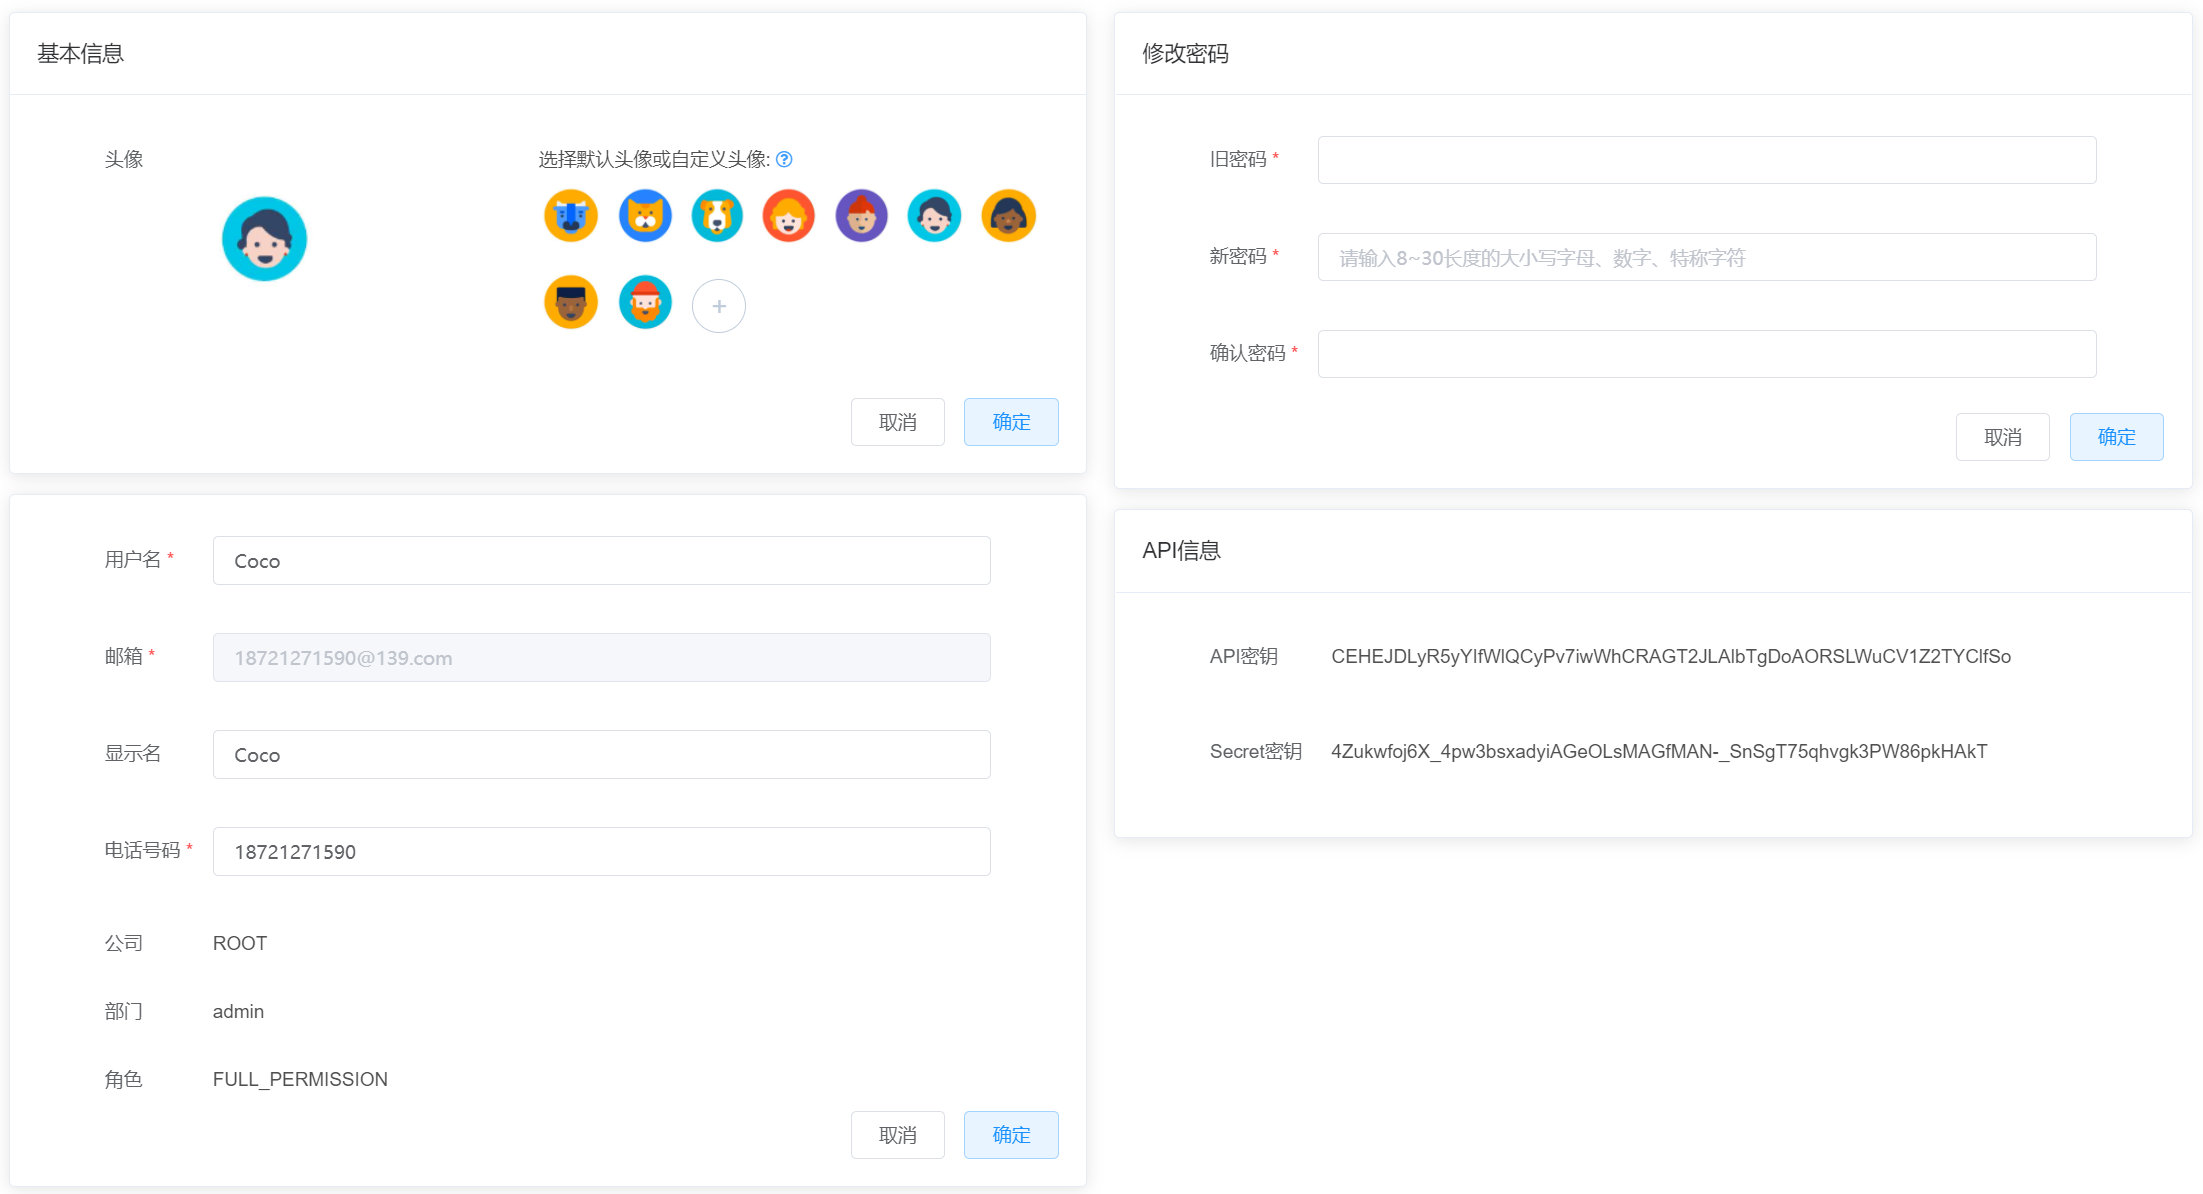 基本信息
头像
选择默认头像或自定义头像:
取消
确定
用户名 *
Coco
邮箱 *
18721271590@139.com
显示名
Coco
电话号码 *
18721271590
公司
ROOT
部门
admin
角色
FULL_PERMISSION
取消
确定
修改密码
旧密码 *
新密码 *
请输入8~30长度的大小写字母、数字、特称字符
确认密码 *
取消
确定
API信息
API密钥
CEHEJDLyR5yYIfWlQCyPv7iwWhCRAGT2JLAlbTgDoAORSLWuCV1Z2TYClfSo
Secret密钥
4Zukwfoj6X_4pw3bsxadyiAGeOLsMAGfMAN-_SnSgT75qhvgk3PW86pkHAkT